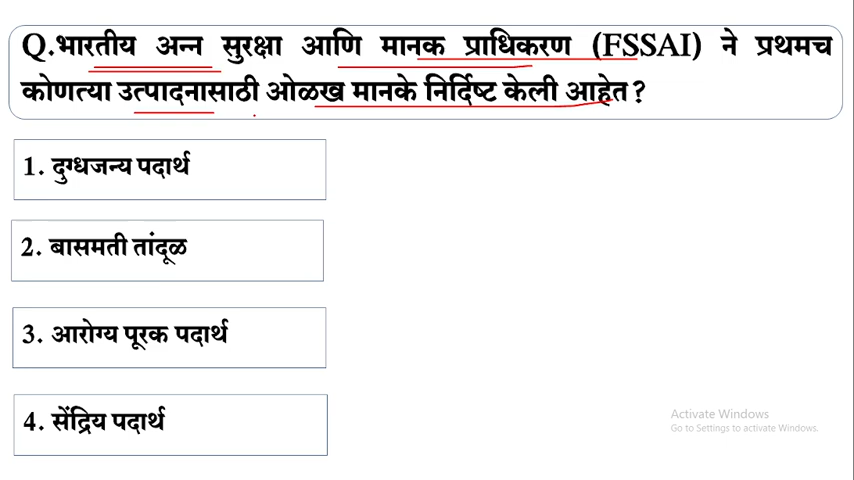 Q.भारतीय अन्न सुरक्षा आणि मानक प्राधिकरण (FSSAI) ने प्रथमच
कोणत्या उत्पादनासाठी ओळख मानके निर्दिष्ट केली आहेत?
1. दुग्धजन्य पदार्थ
2. बासमती तांदूळ
3. आरोग्य पूरक पदार्थ
4. सेंद्रिय पदार्थ
Activate Windows
Go to Settings to activate Windows.